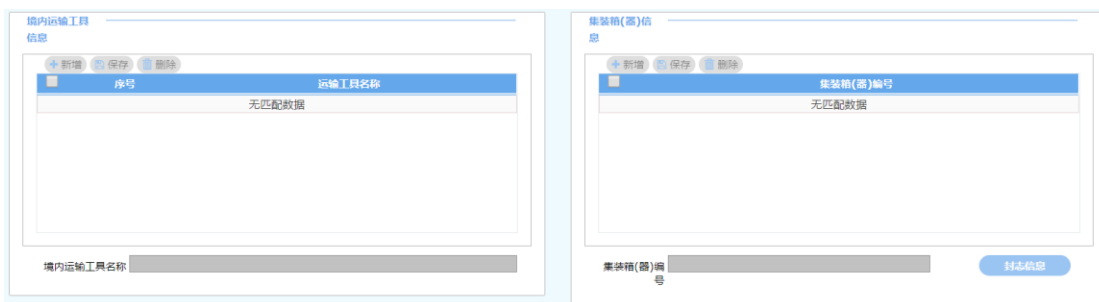 境内运输工具
信息
新增 保存 删除
序号 运输工具名称
无匹配数据
境内运输工具名称
集装箱(器)信
息
新增 保存 删除
集装箱(器)编号
无匹配数据
集装箱(器)编
号
封志信息